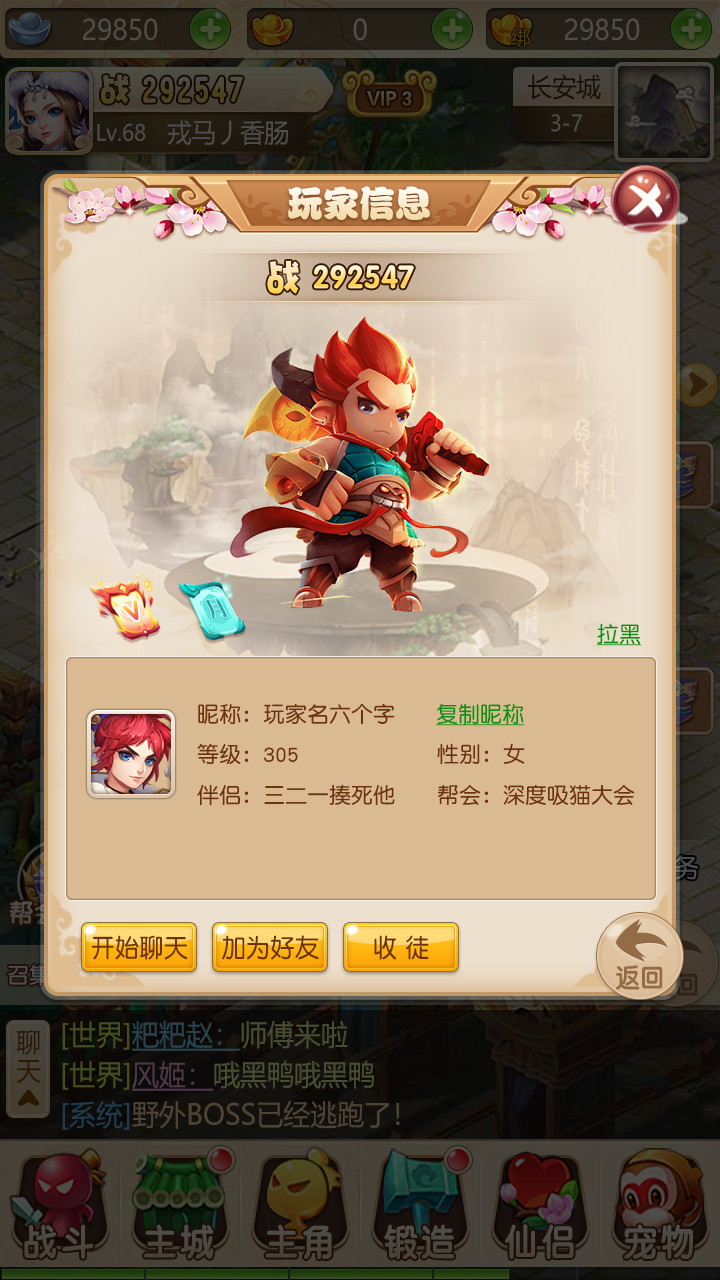 29850 0 绑 29850
战 292547 VIP 3 长安城
Lv.68 戎马丿香肠 3-7
玩家信息
战 292547
拉黑
昵称：玩家名六个字 复制昵称
等级：305 性别：女
伴侣：三二一揍死他 帮会：深度吸猫大会
务
帮会
开始聊天 加为好友 收 徒 返回 回
召集
聊天
[世界]粑粑赵：师傅来啦
[世界]风姬：哦黑鸭哦黑鸭
[系统]野外BOSS已经逃跑了！
战斗 主城 主角 锻造 仙侣 宠物